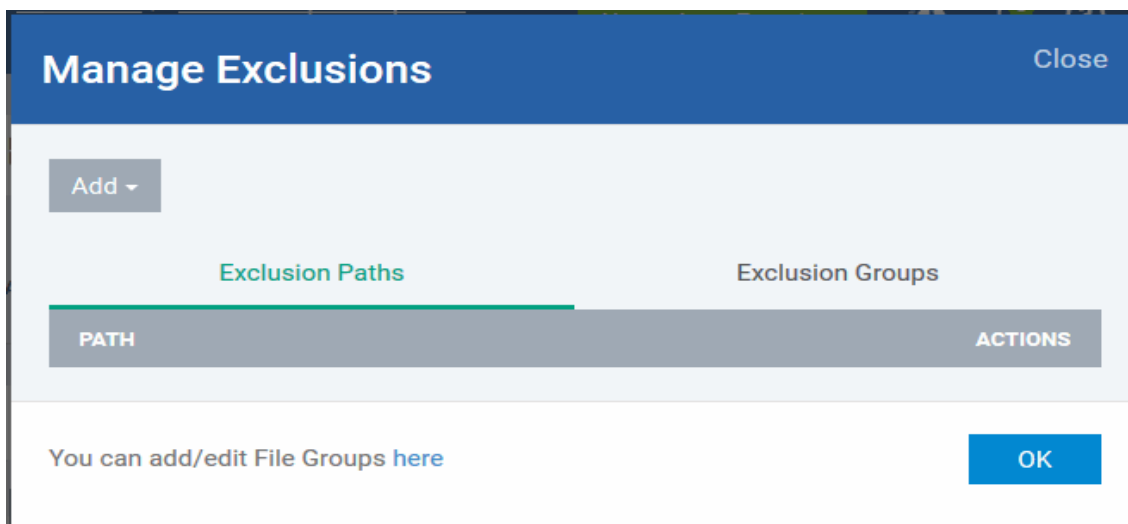 Manage Exclusions
Close
Add
Exclusion Paths
Exclusion Groups
PATH
ACTIONS
You can add/edit File Groups here
OK